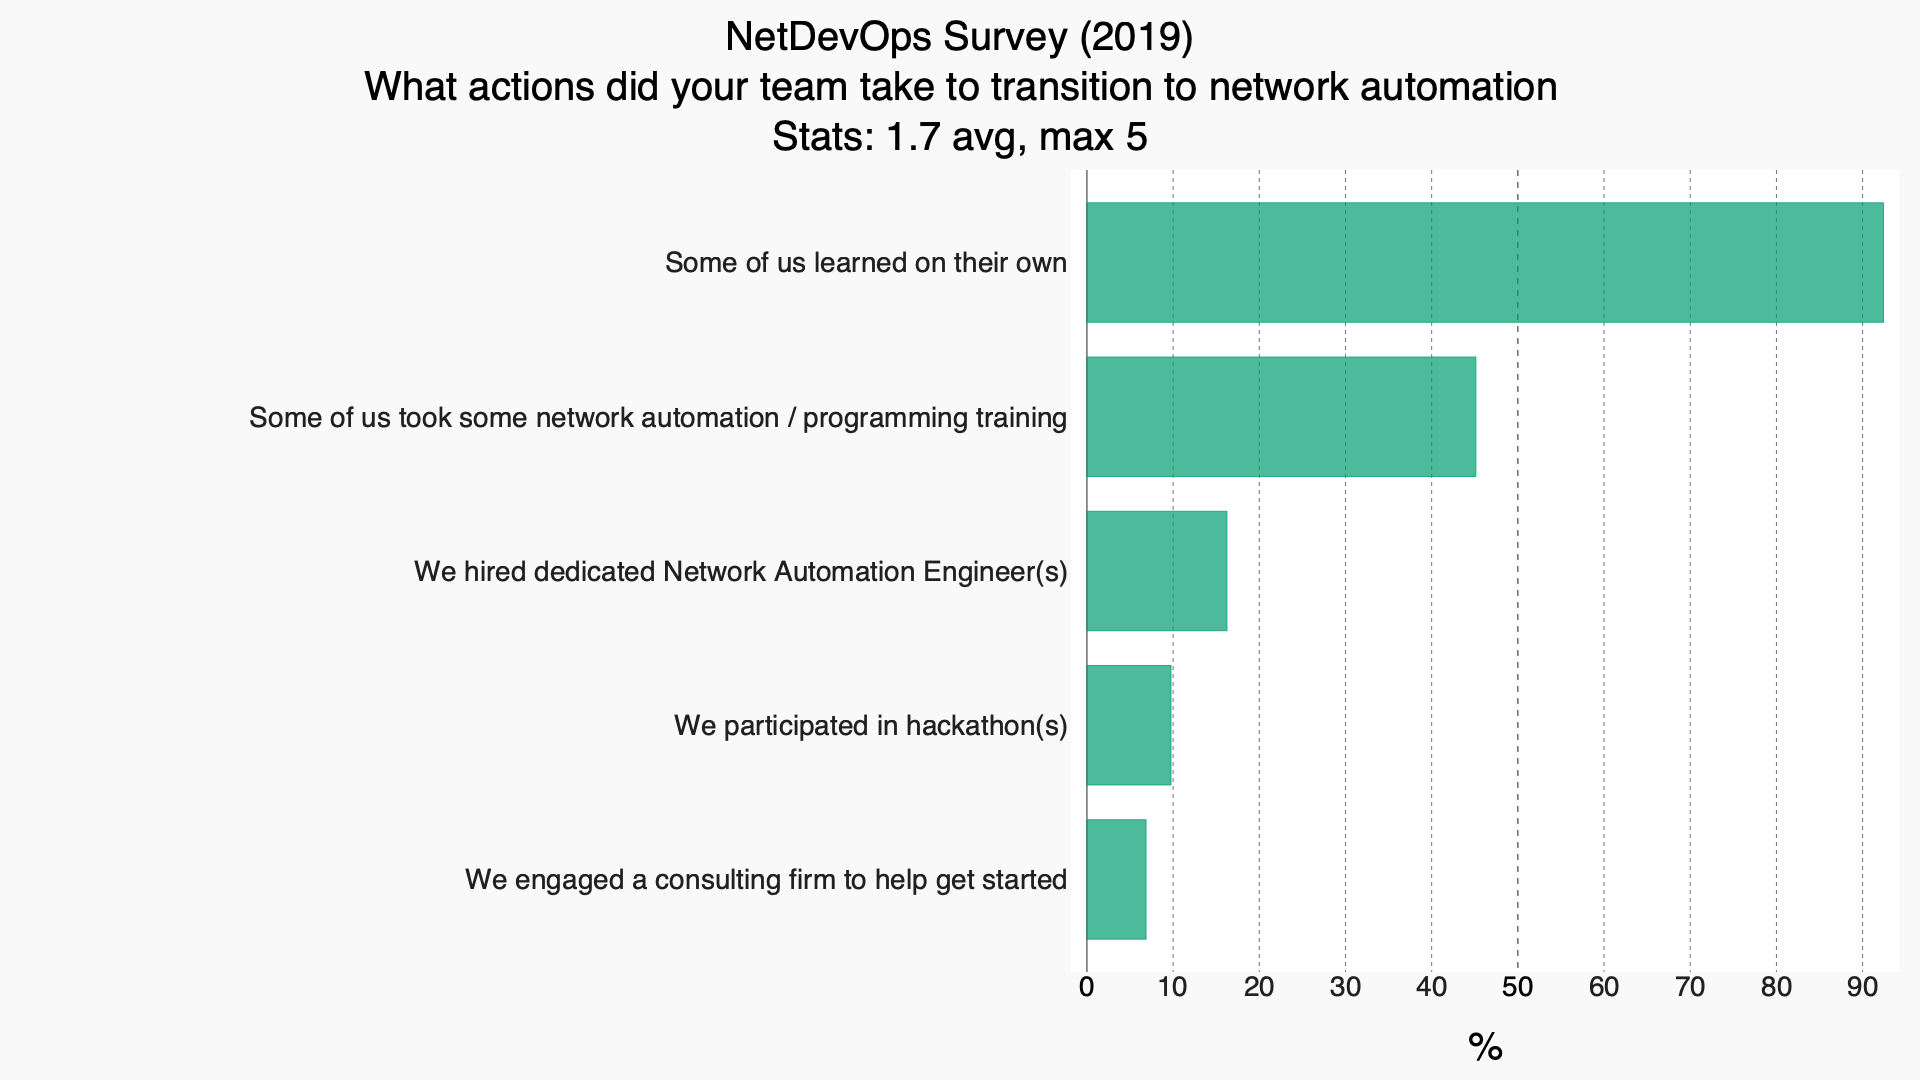 NetDevOps Survey (2019)
What actions did your team take to transition to network automation
Stats: 1.7 avg, max 5
Some of us learned on their own
Some of us took some network automation / programming training
We hired dedicated Network Automation Engineer(s)
We participated in hackathon(s)
We engaged a consulting firm to help get started
0 10 20 30 40 50 60 70 80 90
%